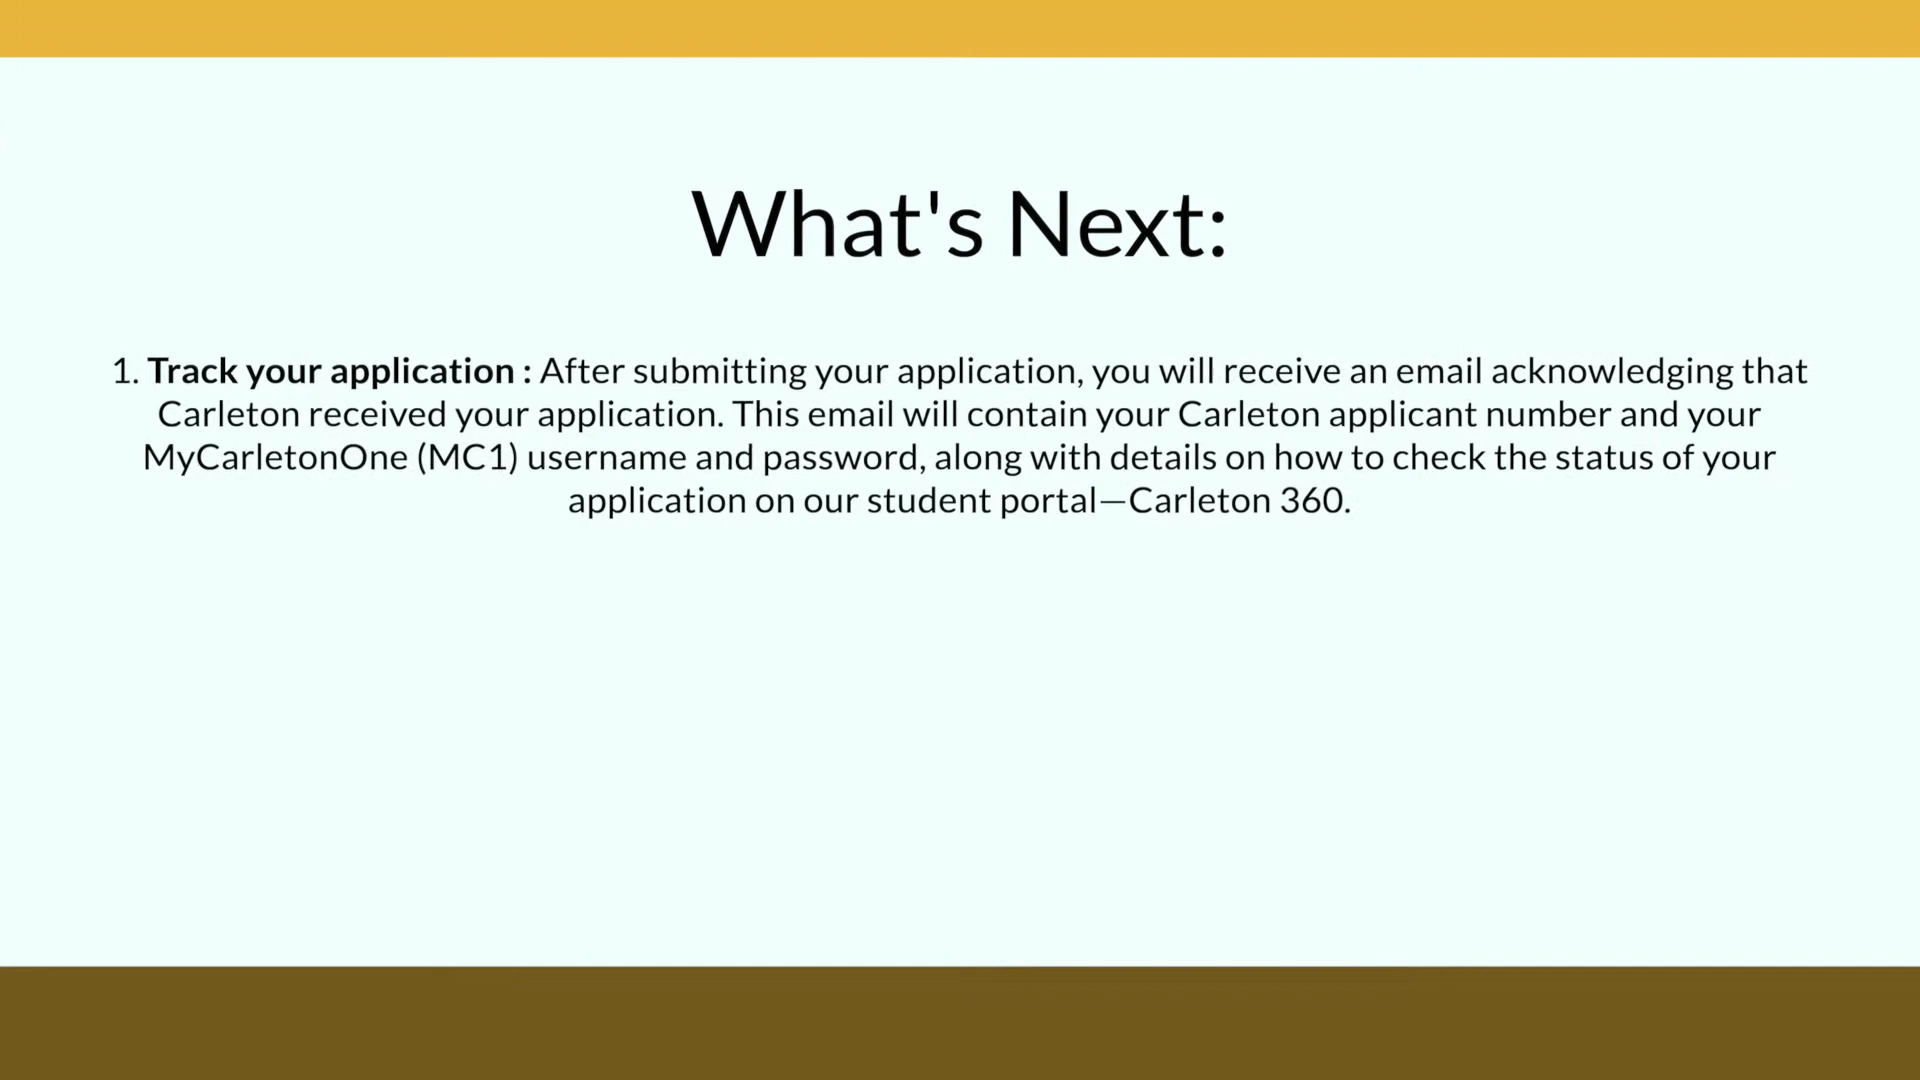 What's Next:
1. Track your application : After submitting your application, you will receive an email acknowledging that
Carleton received your application. This email will contain your Carleton applicant number and your
MyCarletonOne (MC1) username and password, along with details on how to check the status of your
application on our student portal—Carleton 360.